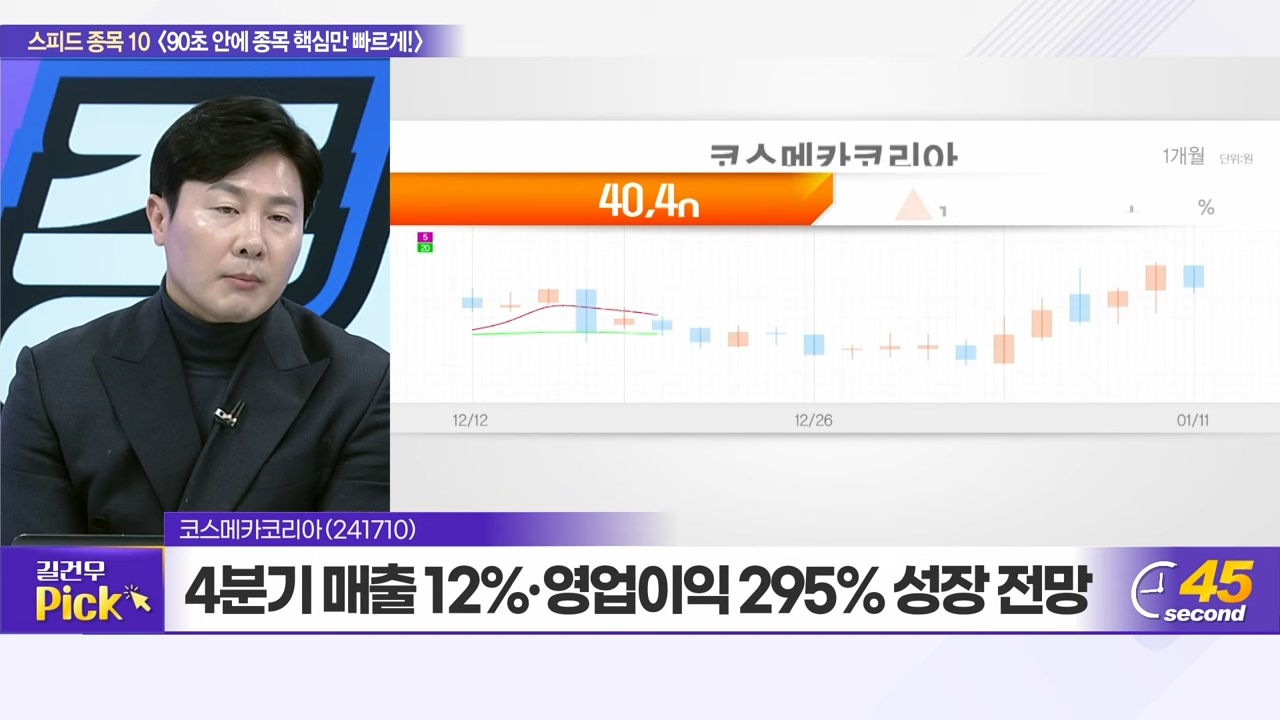 스피드 종목 10 〈90초 안에 종목 핵심만 빠르게!〉
코스메카코리아
1개월 단위:원
%
5
20
12/12 12/26 01/11
코스메카코리아(241710)
길건무
Pick
4분기 매출 12%·영업이익 295% 성장 전망
45
second